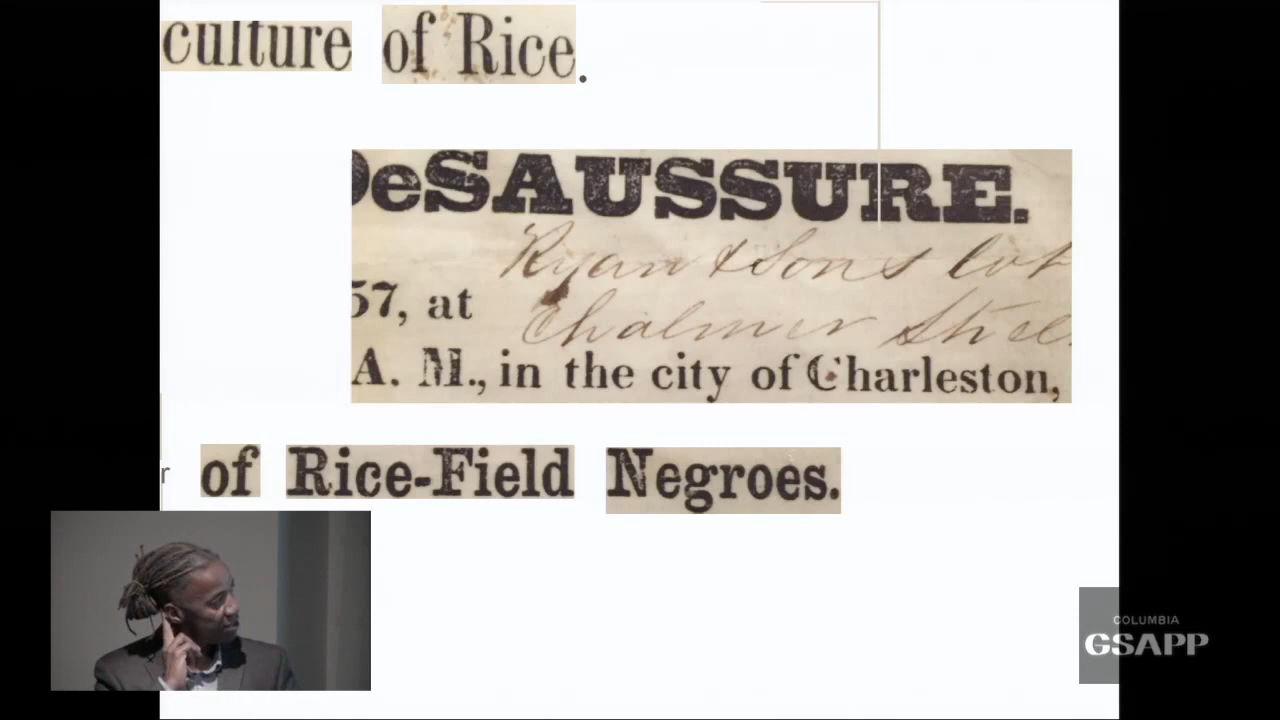 culture of Rice.
DeSAUSSURE.
Ryan & Sons lot
57, at
Chalmer Stree
A. M., in the city of Charleston,
r of Rice-Field Negroes.
COLUMBIA
GSAPP